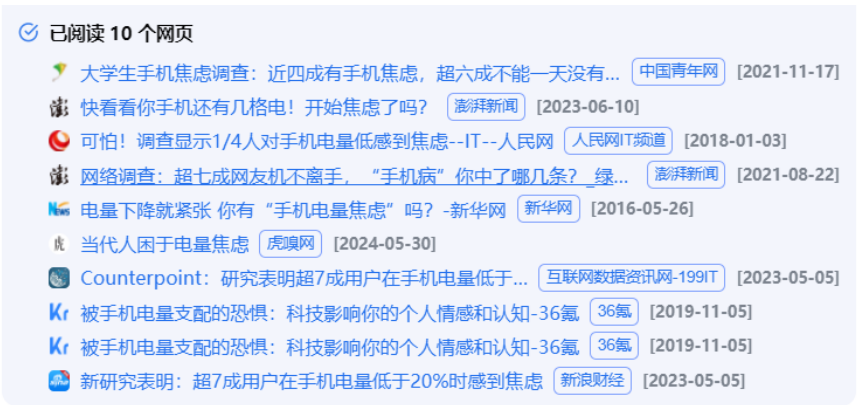 已阅读 10 个网页
大学生手机焦虑调查：近四成有手机焦虑，超六成不能一天没有... 中国青年网 [2021-11-17]
澎 快看看你手机还有几格电！开始焦虑了吗？ 澎湃新闻 [2023-06-10]
可怕！调查显示1/4人对手机电量低感到焦虑--IT--人民网 人民网IT频道 [2018-01-03]
澎 网络调查：超七成网友机不离手，“手机病”你中了哪几条？_绿... 澎湃新闻 [2021-08-22]
News 电量下降就紧张 你有“手机电量焦虑”吗？-新华网 新华网 [2016-05-26]
虎 当代人困于电量焦虑 虎嗅网 [2024-05-30]
Counterpoint：研究表明超7成用户在手机电量低于... 互联网数据资讯网-199IT [2023-05-05]
Kr 被手机电量支配的恐惧：科技影响你的个人情感和认知-36氪 36氪 [2019-11-05]
Kr 被手机电量支配的恐惧：科技影响你的个人情感和认知-36氪 36氪 [2019-11-05]
新研究表明：超7成用户在手机电量低于20%时感到焦虑 新浪财经 [2023-05-05]